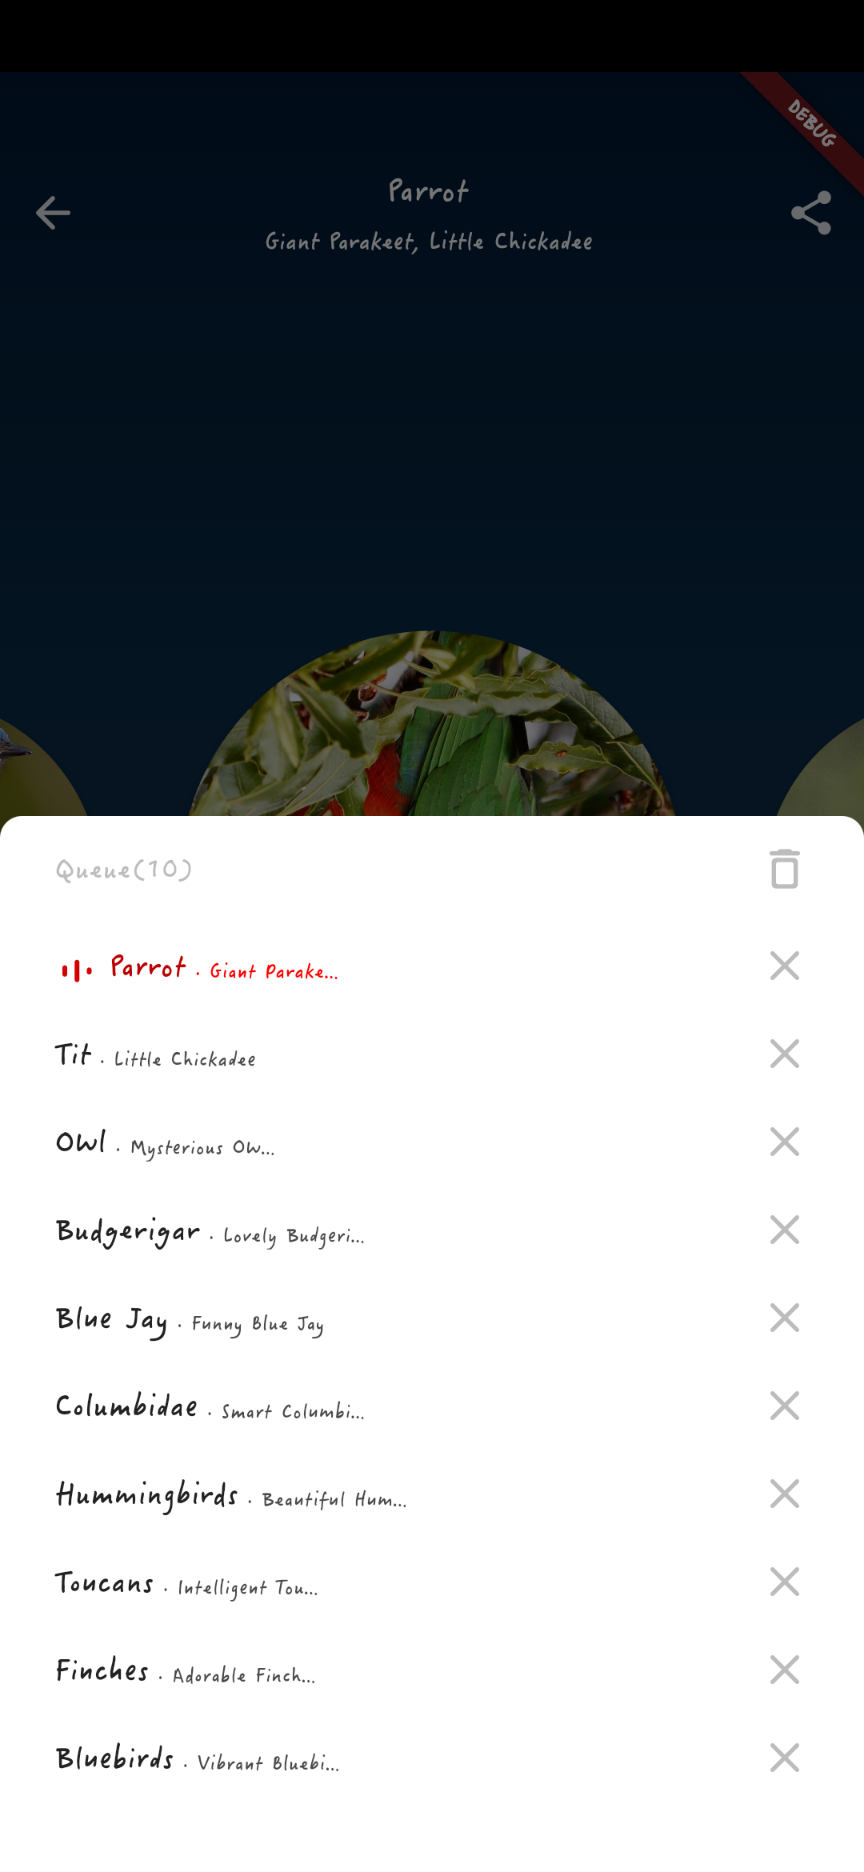 DEBUG
Parrot
Giant Parakeet, Little Chickadee
Queue(10)
Parrot · Giant Parake...
Tit · Little Chickadee
Owl · Mysterious Ow...
Budgerigar · Lovely Budgeri...
Blue Jay · Funny Blue Jay
Columbidae · Smart Columbi...
Hummingbirds · Beautiful Hum...
Toucans · Intelligent Tou...
Finches · Adorable Finch...
Bluebirds · Vibrant Bluebi...